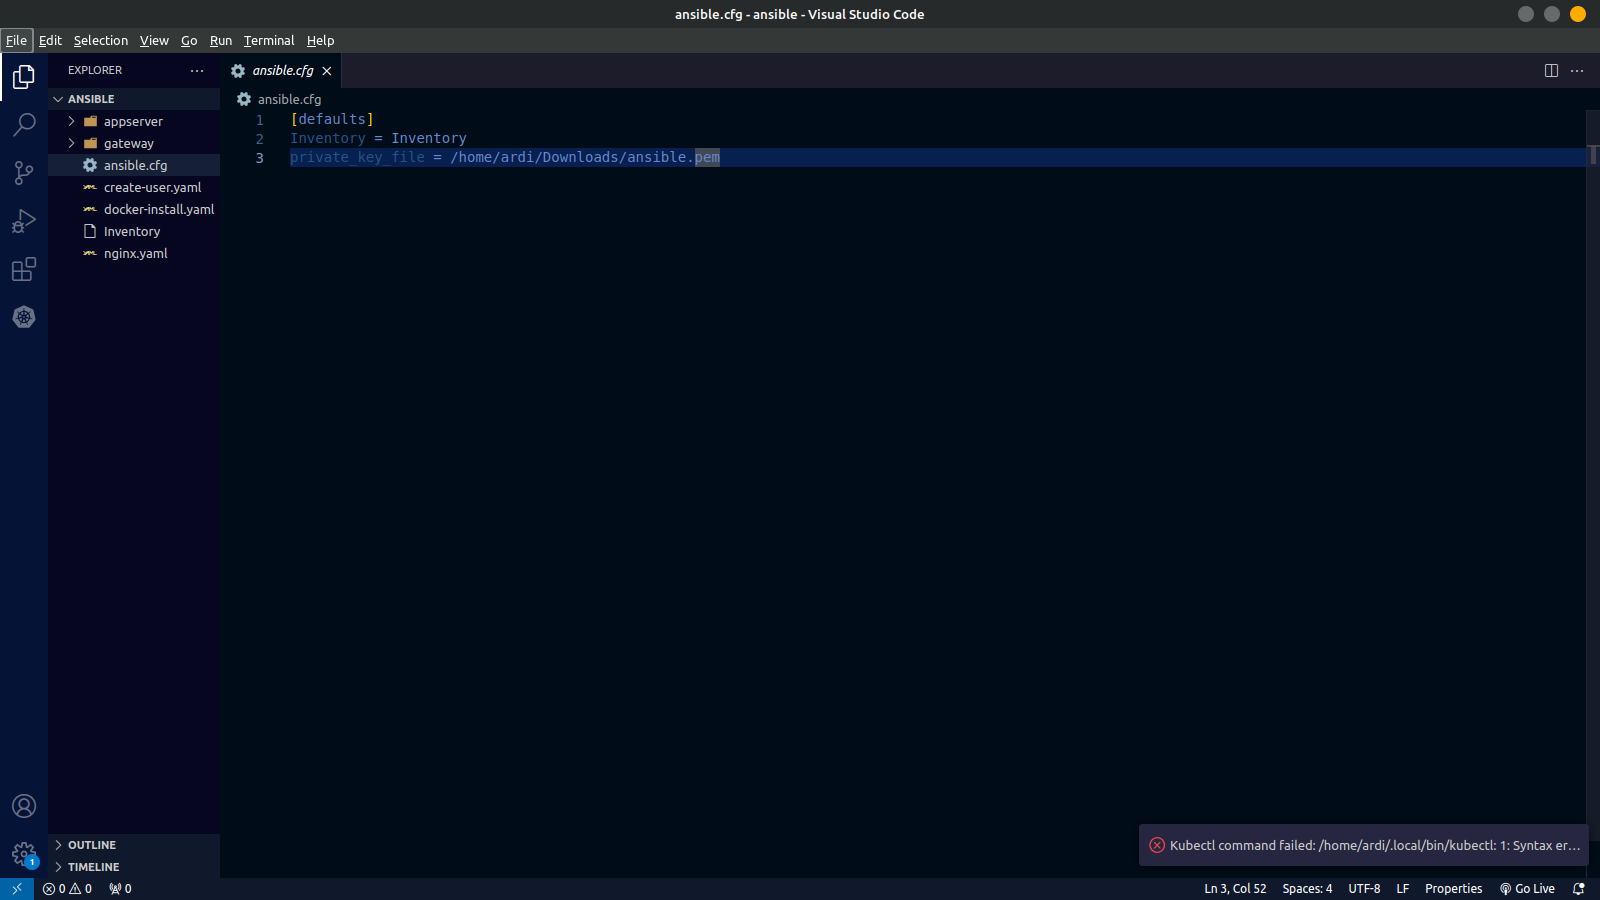 ansible.cfg - ansible - Visual Studio Code
File Edit Selection View Go Run Terminal Help
EXPLORER
ANSIBLE
appserver
gateway
ansible.cfg
create-user.yaml
docker-install.yaml
Inventory
nginx.yaml
OUTLINE
TIMELINE
ansible.cfg
ansible.cfg
1 [defaults]
2 Inventory = Inventory
3 private_key_file = /home/ardi/Downloads/ansible.pem
Kubectl command failed: /home/ardi/.local/bin/kubectl: 1: Syntax er...
1
0 0 0 Ln 3, Col 52 Spaces: 4 UTF-8 LF Properties Go Live